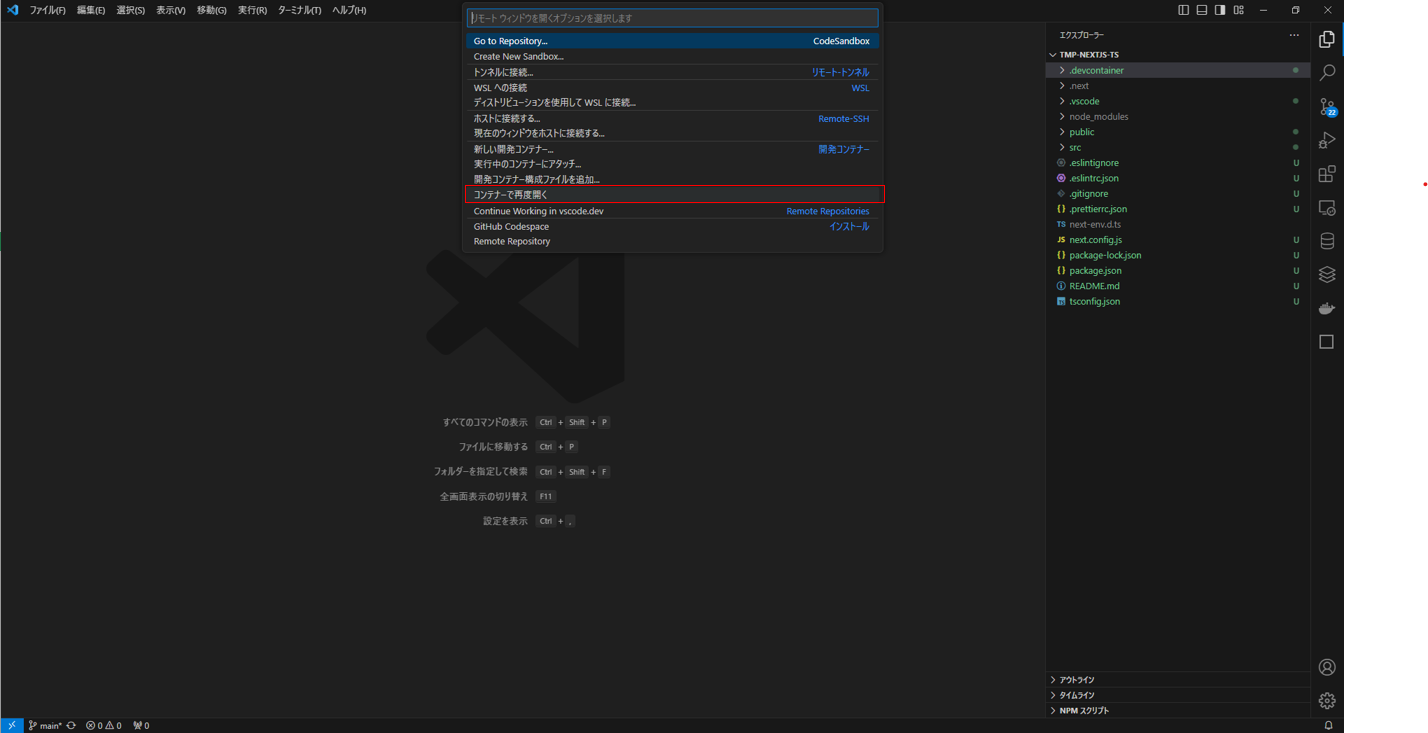 ファイル(F) 編集(E) 選択(S) 表示(V) 移動(G) 実行(R) ターミナル(T) ヘルプ(H)
リモート ウィンドウを開くオプションを選択します
Go to Repository... CodeSandbox
Create New Sandbox...
トンネルに接続... リモート-トンネル
WSL への接続 WSL
ディストリビューションを使用して WSL に接続...
ホストに接続する... Remote-SSH
現在のウィンドウをホストに接続する...
新しい開発コンテナー... 開発コンテナー
実行中のコンテナーにアタッチ...
開発コンテナー構成ファイルを追加...
コンテナーで再度開く
Continue Working in vscode.dev Remote Repositories
GitHub Codespace インストール
Remote Repository
すべてのコマンドの表示 Ctrl + Shift + P
ファイルに移動する Ctrl + P
フォルダーを指定して検索 Ctrl + Shift + F
全画面表示の切り替え F11
設定を表示 Ctrl + ,
エクスプローラー ...
TMP-NEXTJS-TS
.devcontainer
.next
.vscode
node_modules
public
src
.eslintignore U
.eslintrc.json U
.gitignore U
{} .prettierrc.json U
TS next-env.d.ts
JS next.config.js U
{} package-lock.json U
{} package.json U
README.md U
tsconfig.json U
アウトライン
タイムライン
NPM スクリプト
22
main* 0 0 0